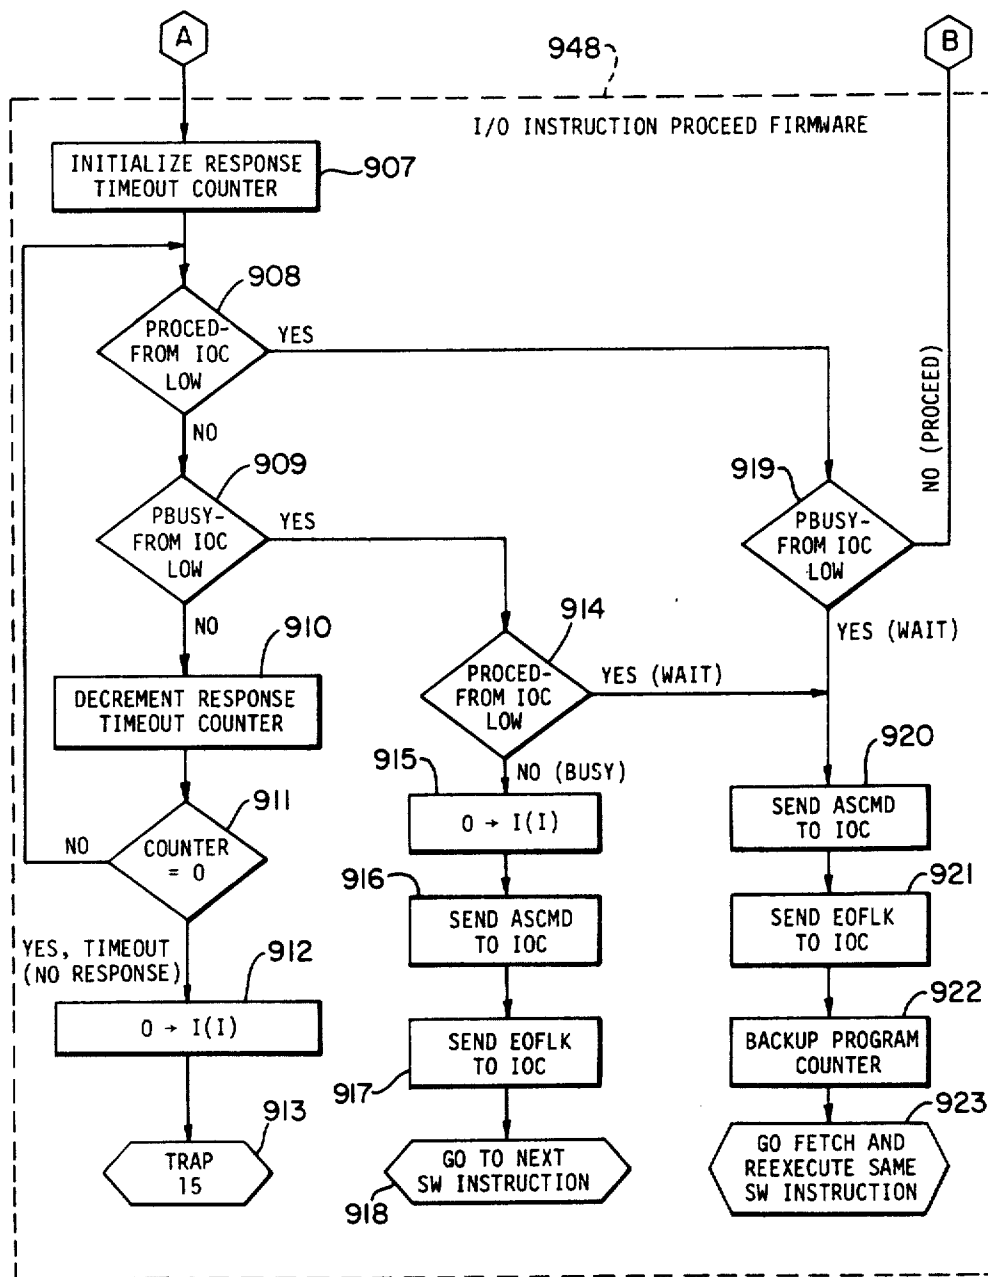 A
B
948
I/O INSTRUCTION PROCEED FIRMWARE
INITIALIZE RESPONSE
TIMEOUT COUNTER
907
908
PROCED-
FROM IOC
LOW
YES
NO
909
PBUSY-
FROM IOC
LOW
YES
NO
919
PBUSY-
FROM IOC
LOW
NO (PROCEED)
YES (WAIT)
910
DECREMENT RESPONSE
TIMEOUT COUNTER
914
PROCED-
FROM IOC
LOW
YES (WAIT)
NO (BUSY)
911
COUNTER
= 0
NO
YES, TIMEOUT
(NO RESPONSE)
912
0 → I(I)
913
TRAP
15
915
0 → I(I)
916
SEND ASCMD
TO IOC
SEND EOFLK
TO IOC
917
GO TO NEXT
SW INSTRUCTION
918
920
SEND ASCMD
TO IOC
921
SEND EOFLK
TO IOC
922
BACKUP PROGRAM
COUNTER
923
GO FETCH AND
REEXECUTE SAME
SW INSTRUCTION